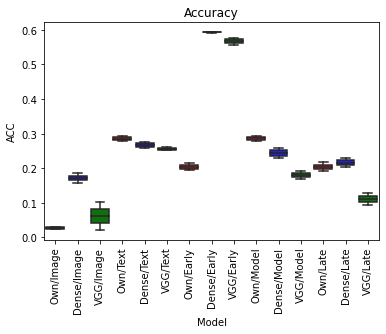 Accuracy
0.6
0.5
0.4
0.3
0.2
0.1
0.0
ACC
Own/Image
Dense/Image
VGG/Image
Own/Text
Dense/Text
VGG/Text
Own/Early
Dense/Early
VGG/Early
Own/Model
Dense/Model
VGG/Model
Own/Late
Dense/Late
VGG/Late
Model